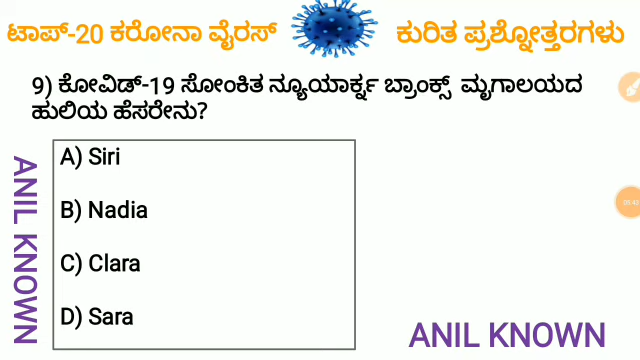 ಟಾಪ್-20 ಕರೋನಾ ವೈರಸ್ ಕುರಿತ ಪ್ರಶ್ನೋತ್ತರಗಳು
9) ಕೋವಿಡ್-19 ಸೋಂಕಿತ ನ್ಯೂಯಾರ್ಕ್ನ ಬ್ರಾಂಕ್ಸ್ ಮೃಗಾಲಯದ
ಹುಲಿಯ ಹೆಸರೇನು?
A) Siri
B) Nadia
C) Clara
D) Sara
ANIL KNOWN
ANIL KNOWN